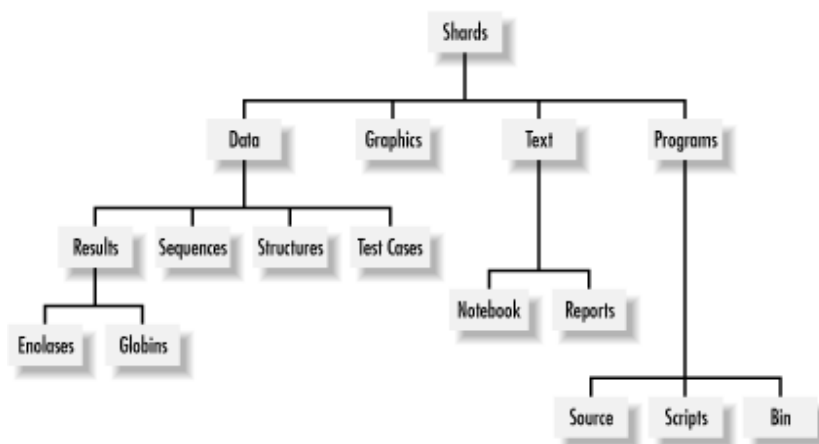 Shards
Data Graphics Text Programs
Results Sequences Structures Test Cases
Notebook Reports
Enolases Globins
Source Scripts Bin